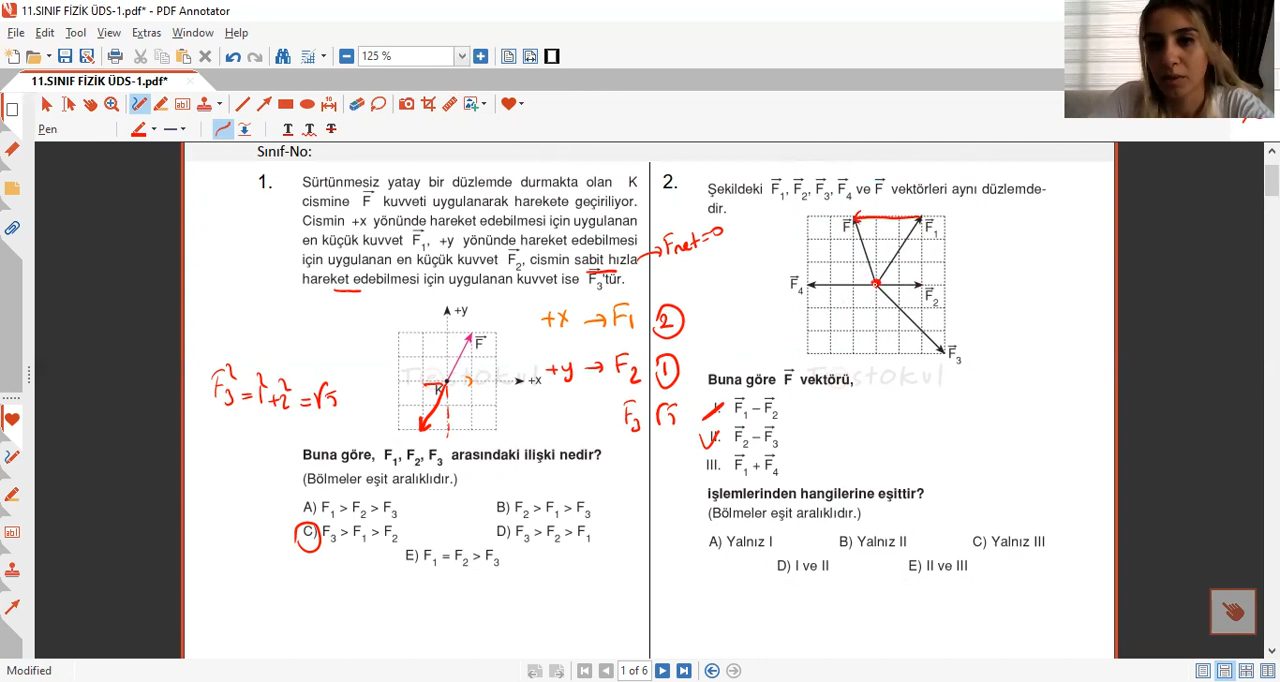 11.SINIF FİZİK ÜDS-1.pdf* - PDF Annotator
File Edit Tool View Extras Window Help
125 %
11.SINIF FİZİK ÜDS-1.pdf*
Pen
Sınıf-No:
1. Sürtünmesiz yatay bir düzlemde durmakta olan K
cismine F kuvveti uygulanarak harekete geçiriliyor.
Cismin +x yönünde hareket edebilmesi için uygulanan
en küçük kuvvet F1, +y yönünde hareket edebilmesi
için uygulanan en küçük kuvvet F2, cismin sabit hızla
hareket edebilmesi için uygulanan kuvvet ise F3'tür.
Fnet=0
+y
F
K
+x
+x → F1 2
+y → F2 1
F3 √5
F3² = 1² + 2² = √5
Buna göre, F1, F2, F3 arasındaki ilişki nedir?
(Bölmeler eşit aralıklıdır.)
A) F1 > F2 > F3 B) F2 > F1 > F3
C) F3 > F1 > F2 D) F3 > F2 > F1
E) F1 = F2 > F3
2. Şekildeki F1, F2, F3, F4 ve F vektörleri aynı düzlemde-
dir.
F
F1
F4
F2
F3
Buna göre F vektörü,
I. F1 – F2
II. F2 – F3
III. F1 + F4
işlemlerinden hangilerine eşittir?
(Bölmeler eşit aralıklıdır.)
A) Yalnız I B) Yalnız II C) Yalnız III
D) I ve II E) II ve III
Modified
1 of 6